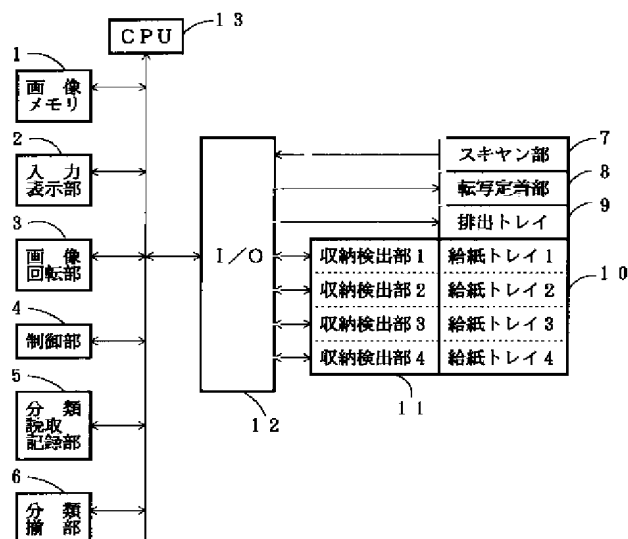 13
CPU
1
画像
メモリ
2
入力
表示部
3
画像
回転部
4
制御部
5
分類
読取
記録部
6
分類
揃部
I/O
12
スキャン部
7
転写定着部
8
排出トレイ
9
収納検出部1 給紙トレイ1
収納検出部2 給紙トレイ2
収納検出部3 給紙トレイ3
収納検出部4 給紙トレイ4
10
11